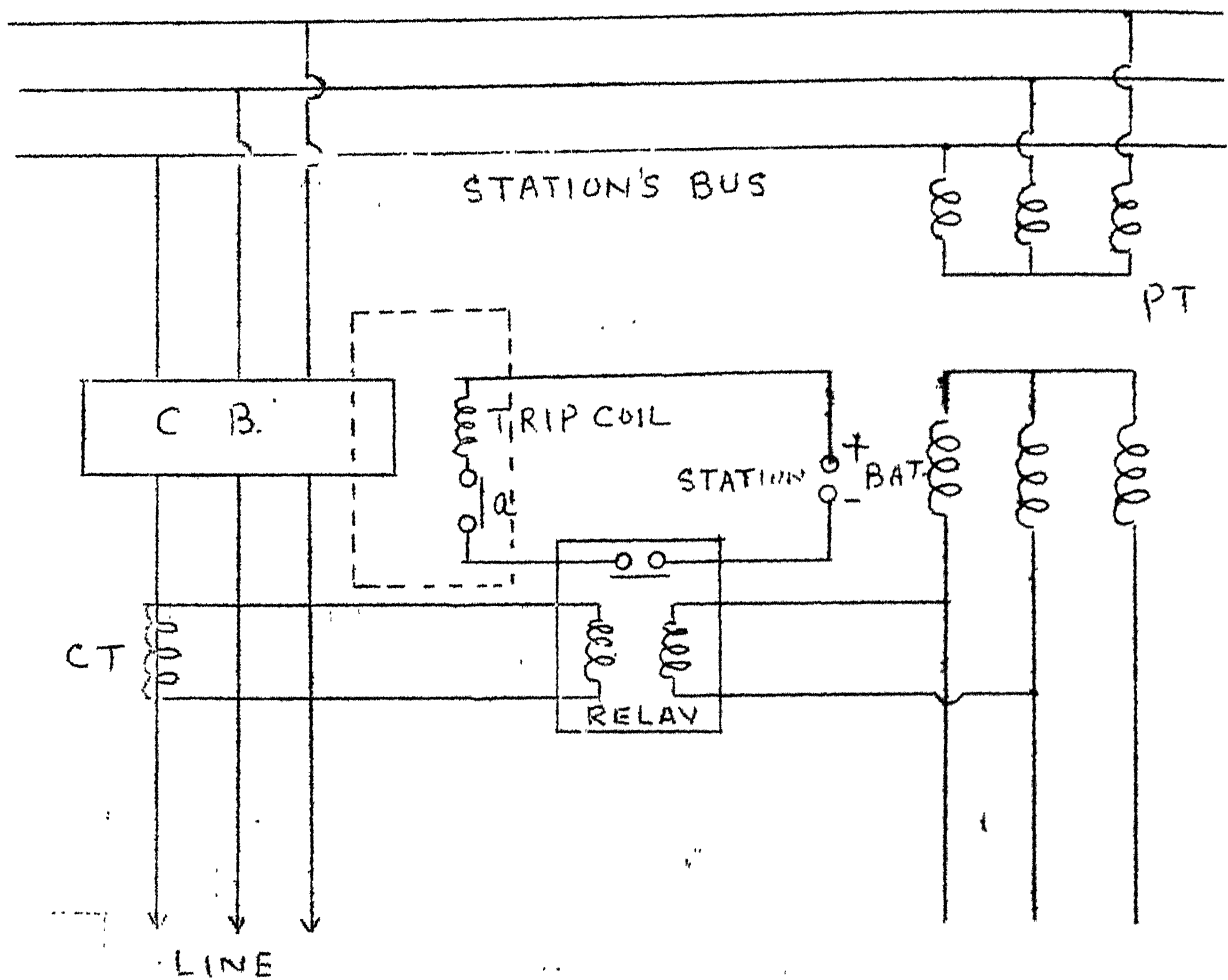 STATION'S BUS
PT
C B.
TRIP COIL
+
STATION BAT.
-
a
CT
RELAY
LINE